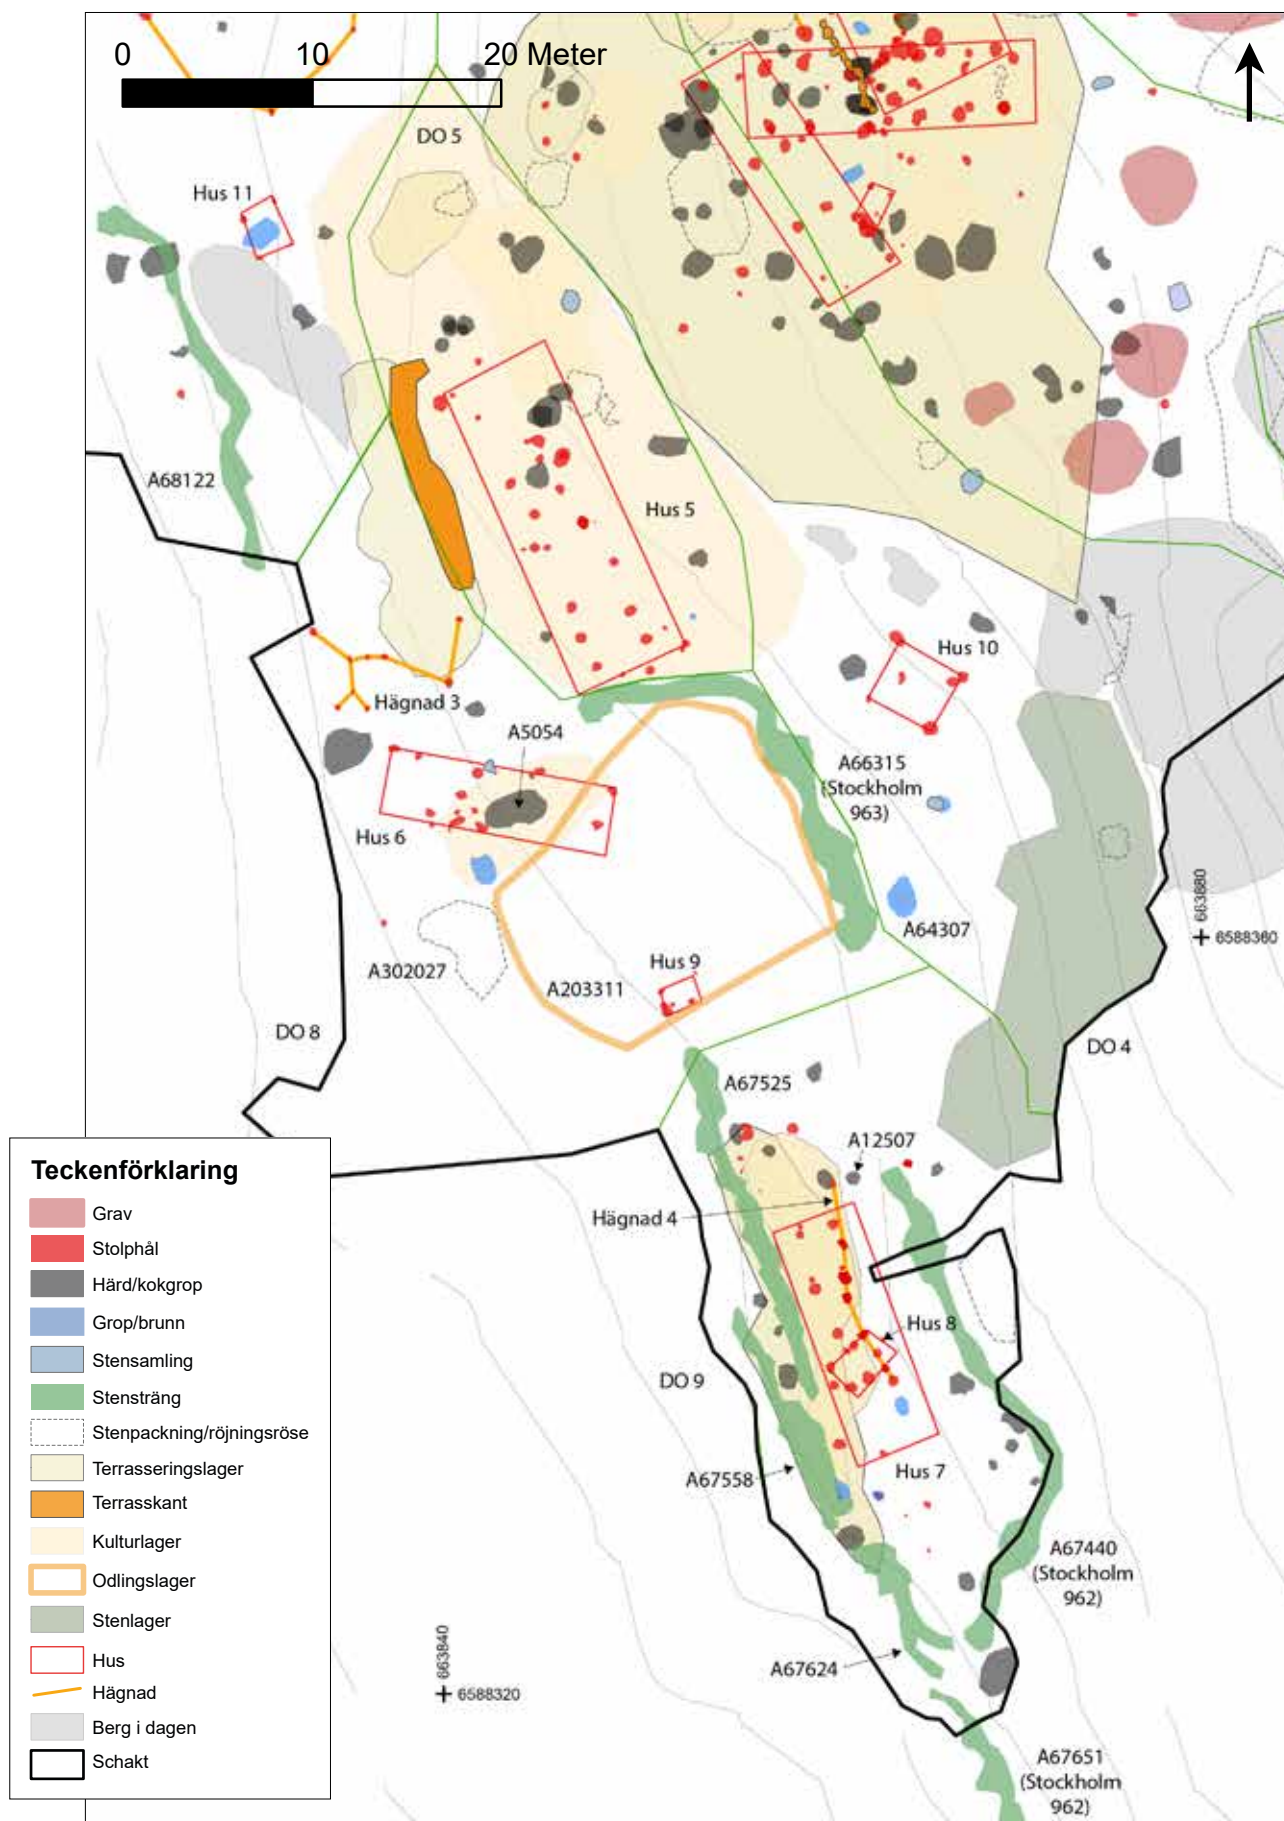 0 10 20 Meter
DO 5
Hus 11
A68122
Hus 5
Hus 10
Hägnad 3
A5054
A66315
(Stockholm
963)
Hus 6
663880
6588360
A64307
Hus 9
A302027
A203311
DO 8
DO 4
A67525
A12507
Hägnad 4
Hus 8
DO 9
Hus 7
A67558
A67440
(Stockholm
962)
663840
6588320
A67624
A67651
(Stockholm
962)
Teckenförklaring
Grav
Stolphål
Härd/kokgrop
Grop/brunn
Stensamling
Stensträng
Stenpackning/röjningsröse
Terrasseringslager
Terrasskant
Kulturlager
Odlingslager
Stenlager
Hus
Hägnad
Berg i dagen
Schakt